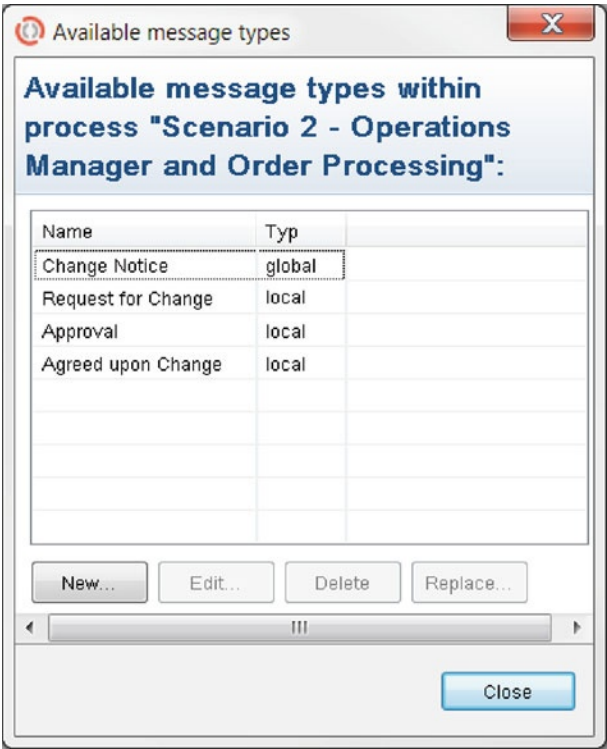 Available message types
X
Available message types within
process "Scenario 2 - Operations
Manager and Order Processing":
Name Typ
Change Notice global
Request for Change local
Approval local
Agreed upon Change local
New... Edit... Delete Replace...
Close